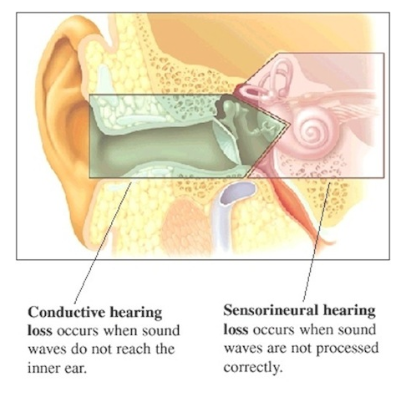 Conductive hearing
loss occurs when sound
waves do not reach the
inner ear.
Sensorineural hearing
loss occurs when sound
waves are not processed
correctly.